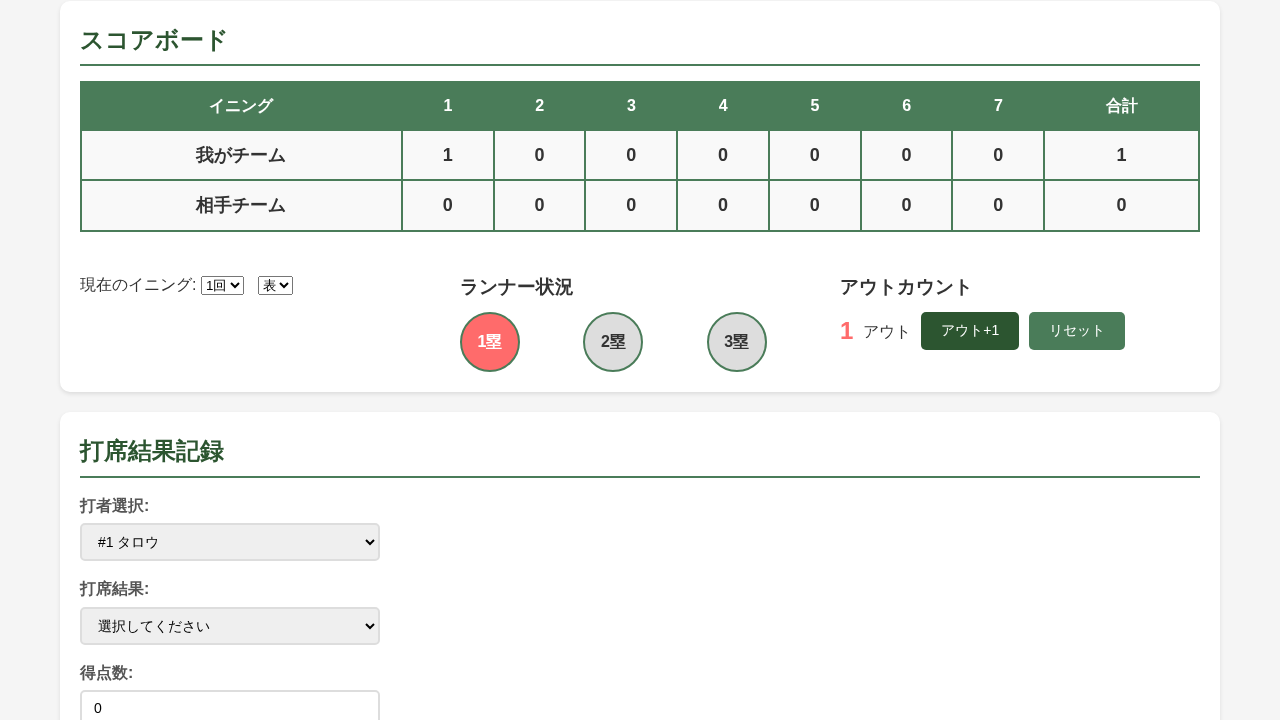 スコアボード
イニング 1 2 3 4 5 6 7 合計
我がチーム 1 0 0 0 0 0 0 1
相手チーム 0 0 0 0 0 0 0 0
現在のイニング: 1回 表
ランナー状況
1塁 2塁 3塁
アウトカウント
1 アウト アウト+1 リセット
打席結果記録
打者選択:
#1 タロウ
打席結果:
選択してください
得点数:
0